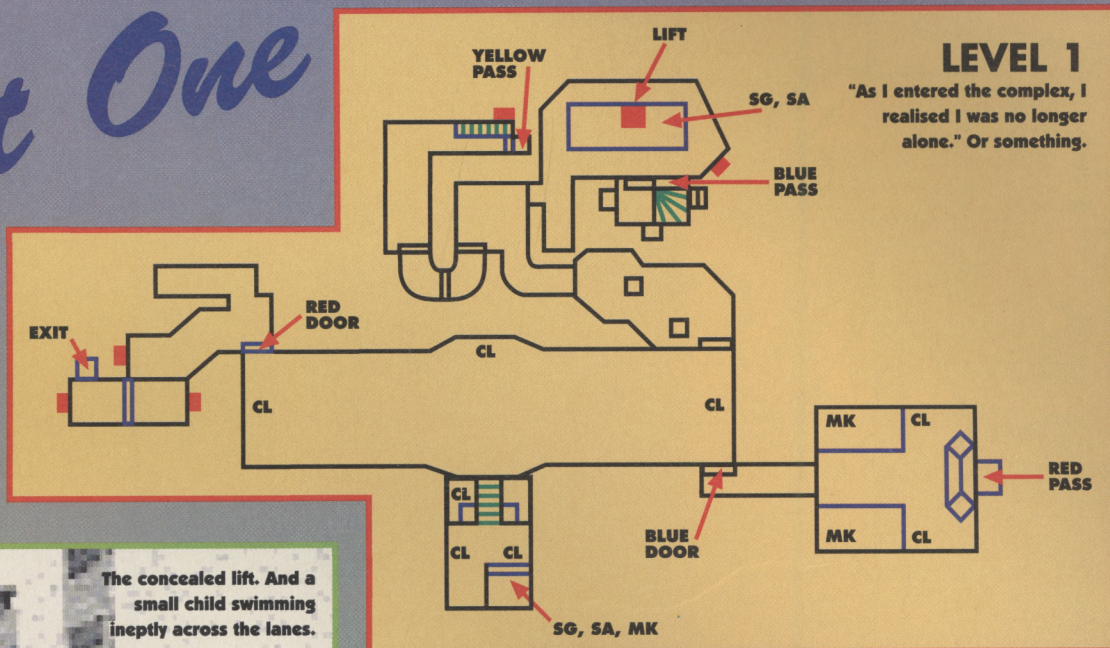 t One
LEVEL 1
"As I entered the complex, I
realised I was no longer
alone." Or something.
LIFT
YELLOW
PASS
SG, SA
BLUE
PASS
RED
DOOR
EXIT
CL
CL
CL
MK
CL
RED
PASS
MK
CL
BLUE
DOOR
CL
CL
CL
SG, SA, MK
The concealed lift. And a
small child swimming
ineptly across the lanes.